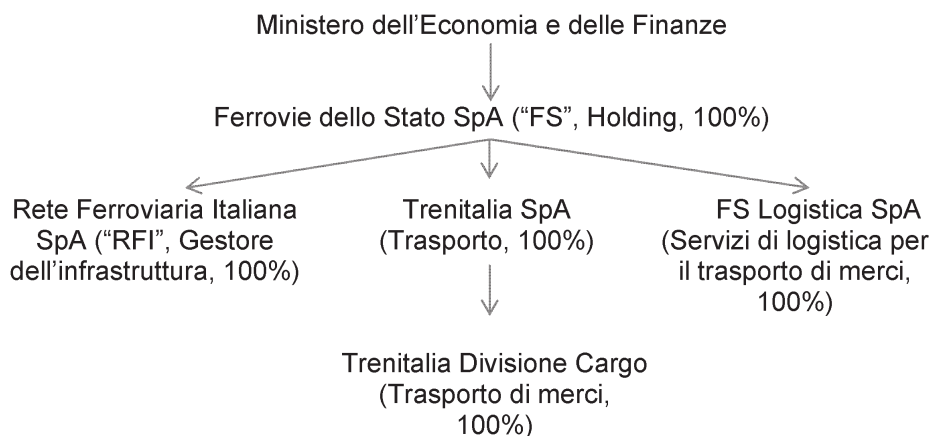 Ministero dell’Economia e delle Finanze
Ferrovie dello Stato SpA (“FS”, Holding, 100%)
Rete Ferroviaria Italiana
SpA (“RFI”, Gestore
dell’infrastruttura, 100%)
Trenitalia SpA
(Trasporto, 100%)
FS Logistica SpA
(Servizi di logistica per
il trasporto di merci,
100%)
Trenitalia Divisione Cargo
(Trasporto di merci,
100%)